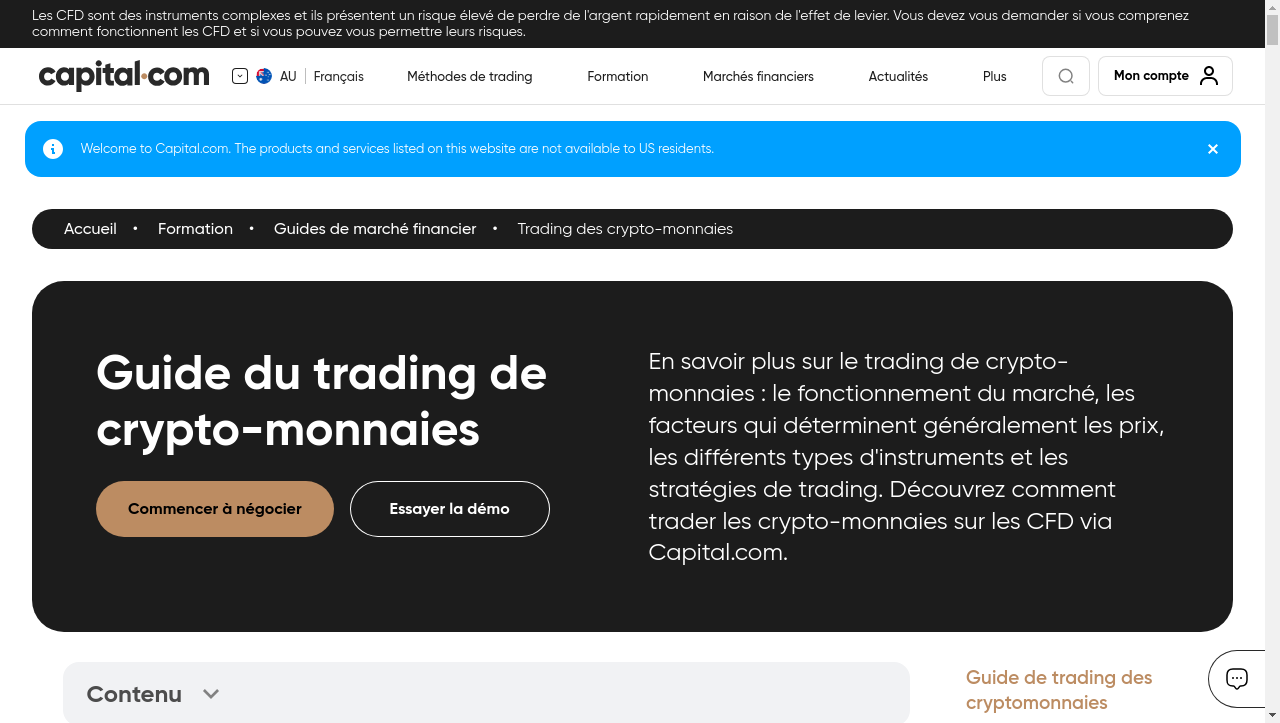 Les CFD sont des instruments complexes et ils présentent un risque élevé de perdre de l'argent rapidement en raison de l'effet de levier. Vous devez vous demander si vous comprenez
comment fonctionnent les CFD et si vous pouvez vous permettre leurs risques.
capital.com
AU Français
Méthodes de trading
Formation
Marchés financiers
Actualités
Plus
Mon compte
Welcome to Capital.com. The products and services listed on this website are not available to US residents.
Accueil • Formation • Guides de marché financier • Trading des crypto-monnaies
Guide du trading de
crypto-monnaies
Commencer à négocier
Essayer la démo
En savoir plus sur le trading de crypto-
monnaies : le fonctionnement du marché, les
facteurs qui déterminent généralement les prix,
les différents types d'instruments et les
stratégies de trading. Découvrez comment
trader les crypto-monnaies sur les CFD via
Capital.com.
Contenu
Guide de trading des
cryptomonnaies